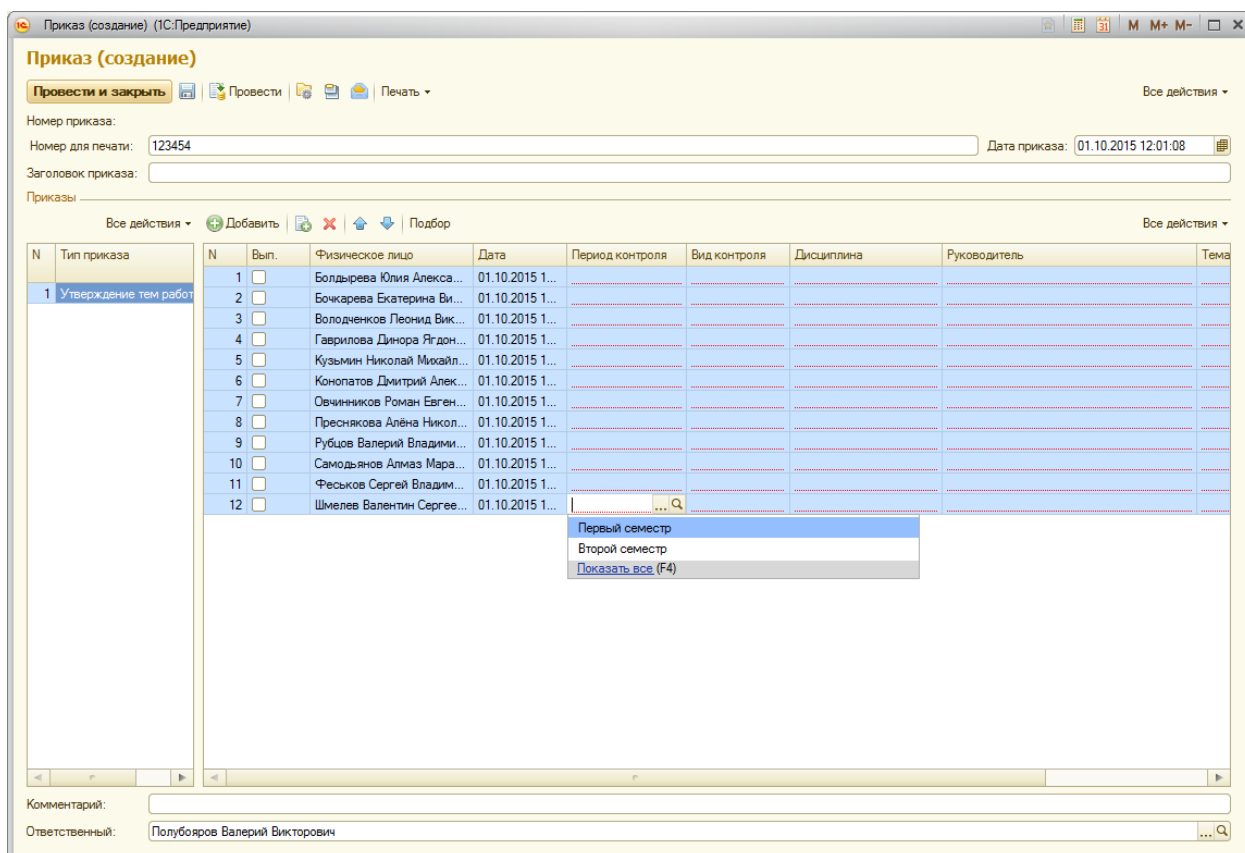 Приказ (создание) (1С:Предприятие)
31 M M+ M-
Приказ (создание)
Провести и закрыть Провести Печать Все действия
Номер приказа:
Номер для печати: 123454 Дата приказа: 01.10.2015 12:01:08
Заголовок приказа:
Приказы
Все действия Добавить Подбор Все действия
N Тип приказа N Вып. Физическое лицо Дата Период контроля Вид контроля Дисциплина Руководитель Тема
1 Болдырева Юлия Алекса... 01.10.2015 1...
1 Утверждение тем работ 2 Бочкарева Екатерина Ви... 01.10.2015 1...
3 Володченков Леонид Вик... 01.10.2015 1...
4 Гаврилова Динора Ягдон... 01.10.2015 1...
5 Кузьмин Николай Михайл... 01.10.2015 1...
6 Конопатов Дмитрий Алек... 01.10.2015 1...
7 Овчинников Роман Евген... 01.10.2015 1...
8 Преснякова Алёна Никол... 01.10.2015 1...
9 Рубцов Валерий Владими... 01.10.2015 1...
10 Самодьянов Алмаз Мара... 01.10.2015 1...
11 Феськов Сергей Владим... 01.10.2015 1...
12 Шмелев Валентин Сергее... 01.10.2015 1... ...
Первый семестр
Второй семестр
Показать все (F4)
Комментарий:
Ответственный: Полубояров Валерий Викторович ...